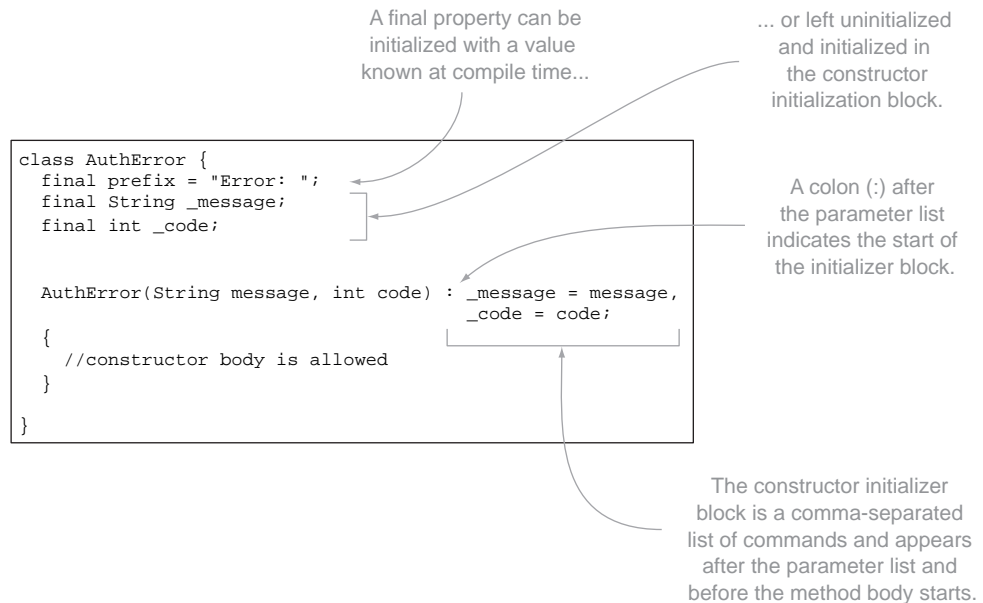 A final property can be
initialized with a value
known at compile time...
... or left uninitialized
and initialized in
the constructor
initialization block.
class AuthError {
final prefix = "Error: ";
final String _message;
final int _code;
A colon (:) after
the parameter list
indicates the start of
the initializer block.
AuthError(String message, int code) : _message = message,
_code = code;
{
//constructor body is allowed
}
}
The constructor initializer
block is a comma-separated
list of commands and appears
after the parameter list and
before the method body starts.